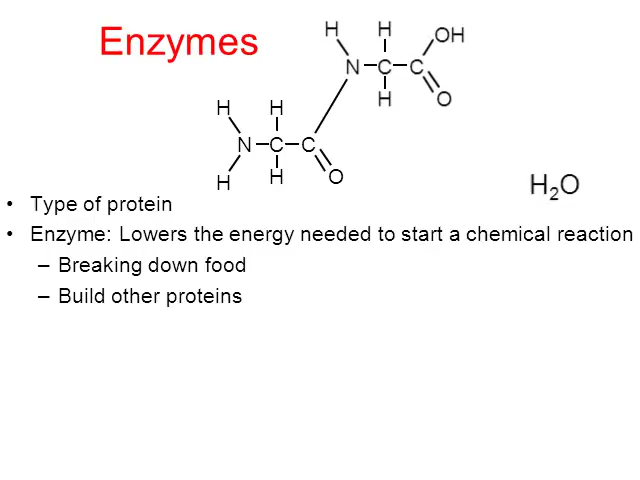 Enzymes
H H OH
N C C
H O
H H
N C C
H H O
H₂O
• Type of protein
• Enzyme: Lowers the energy needed to start a chemical reaction
– Breaking down food
– Build other proteins